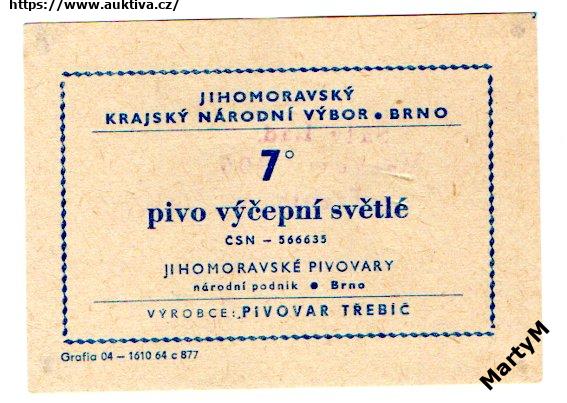 https://www.auktiva.cz/
JIHOMORAVSKÝ
KRAJSKÝ NÁRODNÍ VÝBOR • BRNO
7°
pivo výčepní světlé
ČSN – 566635
JIHOMORAVSKÉ PIVOVARY
národní podnik • Brno
VÝROBCE: PIVOVAR TŘEBÍČ
Grafia 04 – 1610 64 c 877
MartyM